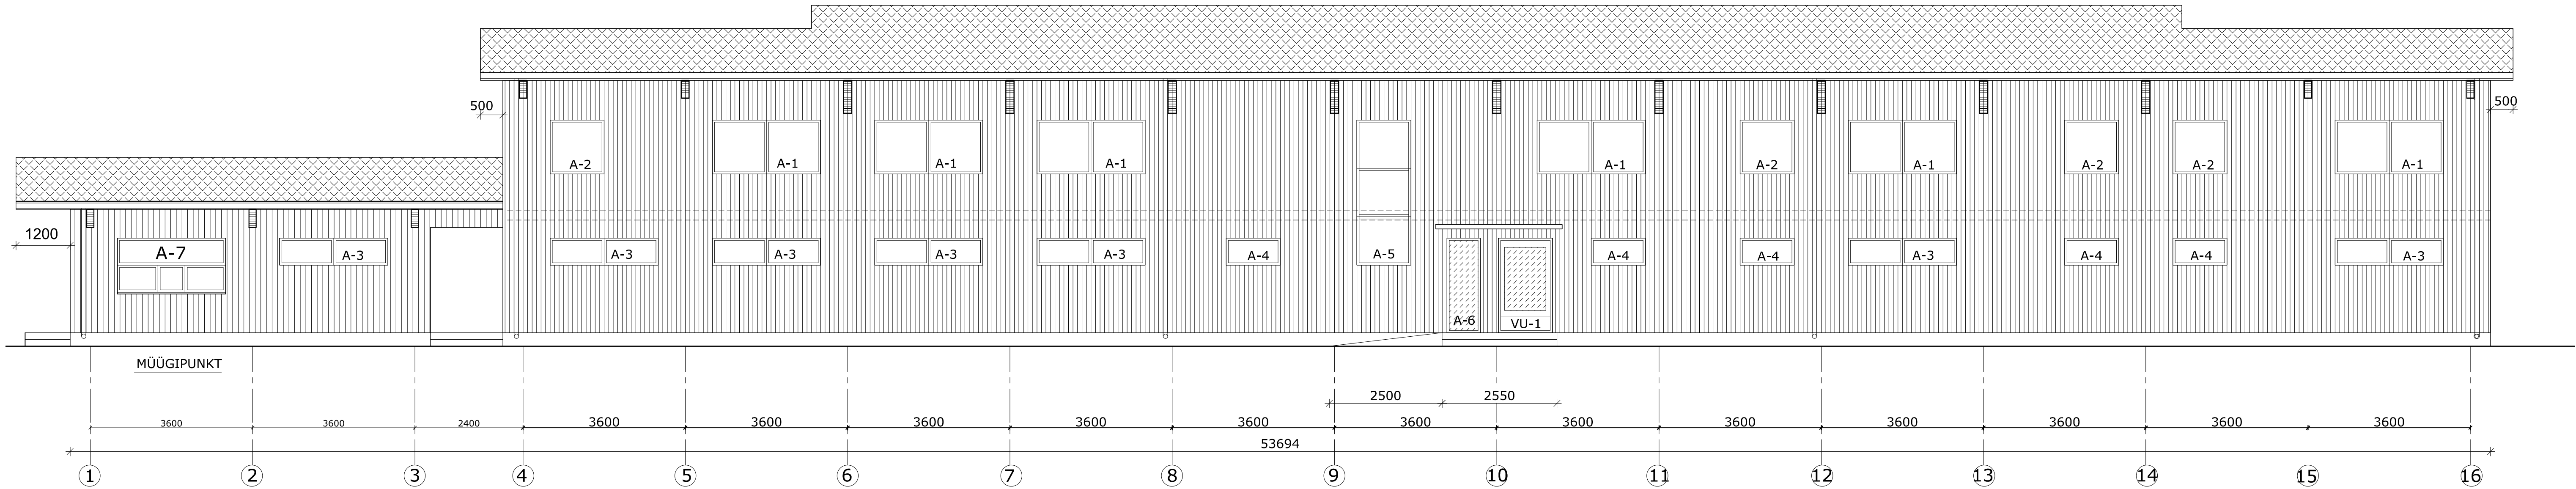 500
500
A-2 A-1 A-1 A-1 A-1 A-2 A-1 A-2 A-2 A-1
1200
A-7 A-3 A-3 A-3 A-3 A-3 A-4 A-5 A-4 A-4 A-3 A-4 A-4 A-3
A-6 VU-1
MÜÜGIPUNKT
2500 2550
3600 3600 2400 3600 3600 3600 3600 3600 3600 3600 3600 3600 3600 3600 3600
53694
1 2 3 4 5 6 7 8 9 10 11 12 13 14 15 16